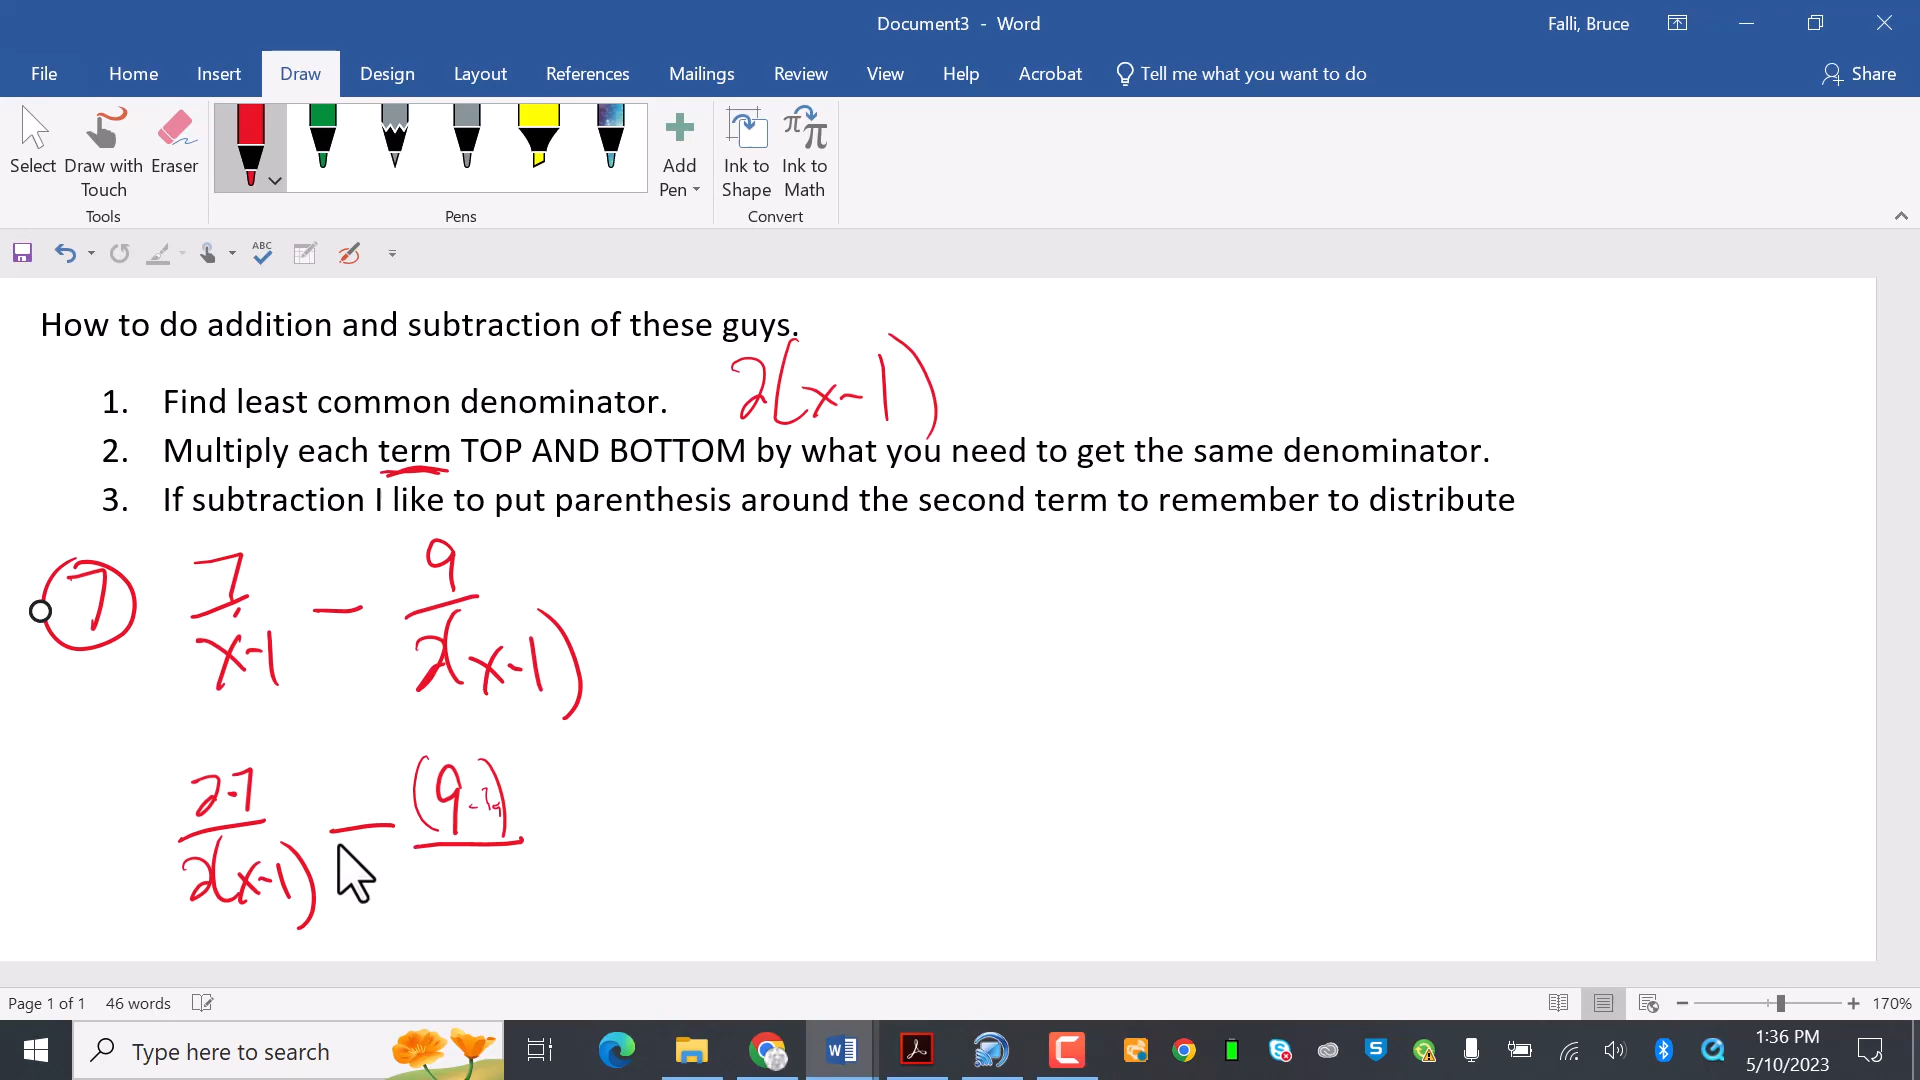 Document3 - Word
Falli, Bruce
File Home Insert Draw Design Layout References Mailings Review View Help Acrobat Tell me what you want to do Share
Select Draw with Touch Eraser Add Pen Ink to Shape Ink to Math
Tools Pens Convert
ABC
How to do addition and subtraction of these guys.
1. Find least common denominator. 2(x-1)
2. Multiply each term TOP AND BOTTOM by what you need to get the same denominator.
3. If subtraction I like to put parenthesis around the second term to remember to distribute
7 7 - 9
x-1 2(x-1)
2·7 - (9
2(x-1)
Page 1 of 1 46 words 170%
Type here to search
1:36 PM
5/10/2023